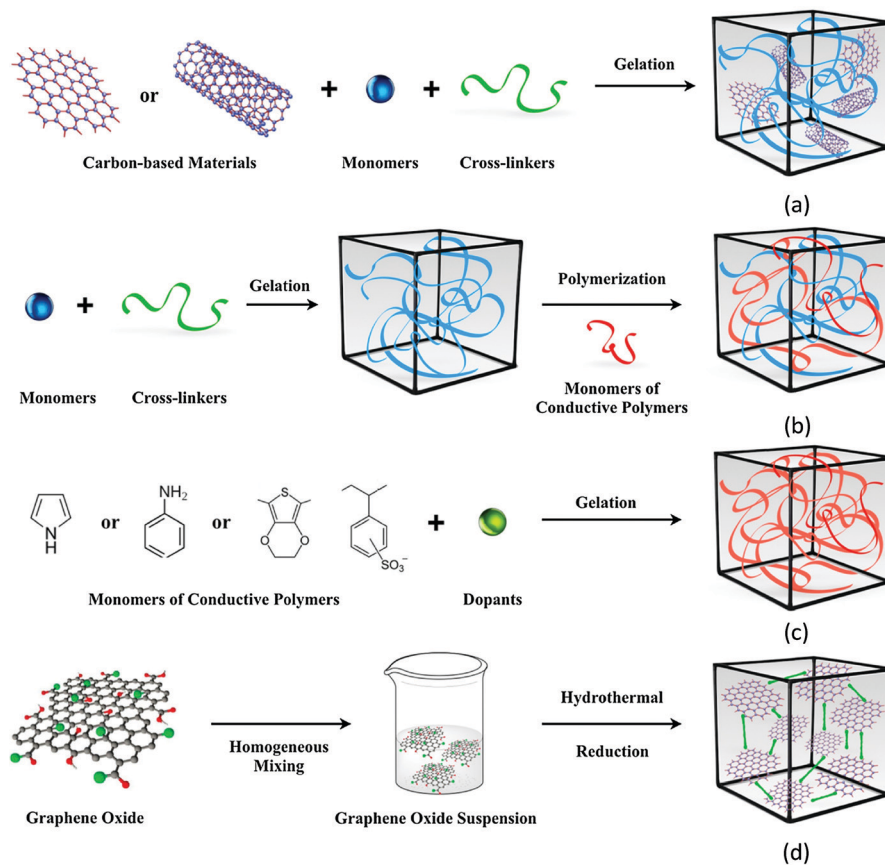 or
+
+
Gelation
Carbon-based Materials
Monomers
Cross-linkers
(a)
+
Gelation
Polymerization
Monomers
Cross-linkers
Monomers of
Conductive Polymers
(b)
N
H
or
NH₂
or
S
O
O
SO₃⁻
+
Gelation
Monomers of Conductive Polymers
Dopants
(c)
Homogeneous
Mixing
Hydrothermal
Reduction
Graphene Oxide
Graphene Oxide Suspension
(d)